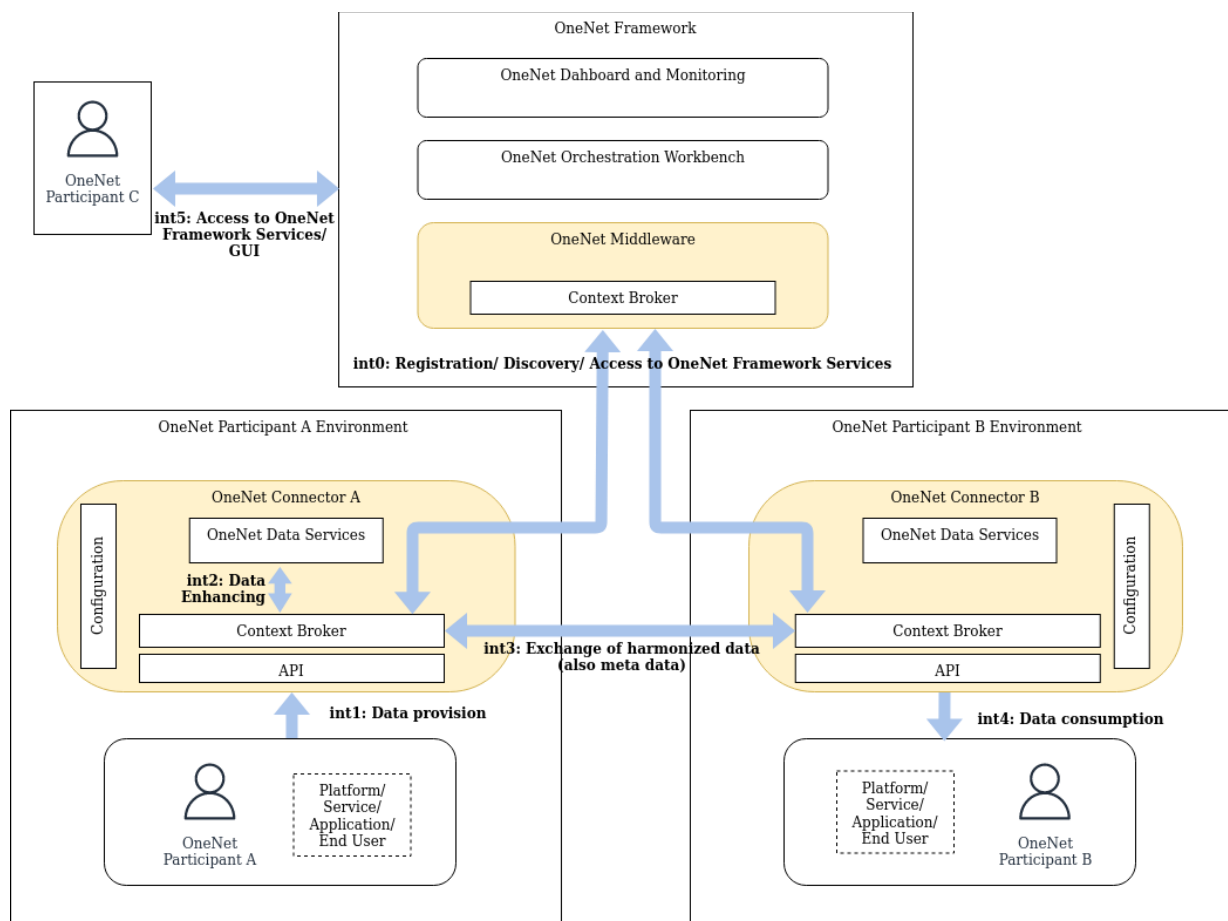 OneNet Framework
OneNet Dahboard and Monitoring
OneNet Orchestration Workbench
OneNet Middleware
Context Broker
OneNet
Participant C
int5: Access to OneNet
Framework Services/
GUI
int0: Registration/ Discovery/ Access to OneNet Framework Services
OneNet Participant A Environment
OneNet Connector A
Configuration
OneNet Data Services
int2: Data
Enhancing
Context Broker
API
int1: Data provision
OneNet
Participant A
Platform/
Service/
Application/
End User
int3: Exchange of harmonized data
(also meta data)
OneNet Participant B Environment
OneNet Connector B
OneNet Data Services
Configuration
Context Broker
API
int4: Data consumption
Platform/
Service/
Application/
End User
OneNet
Participant B